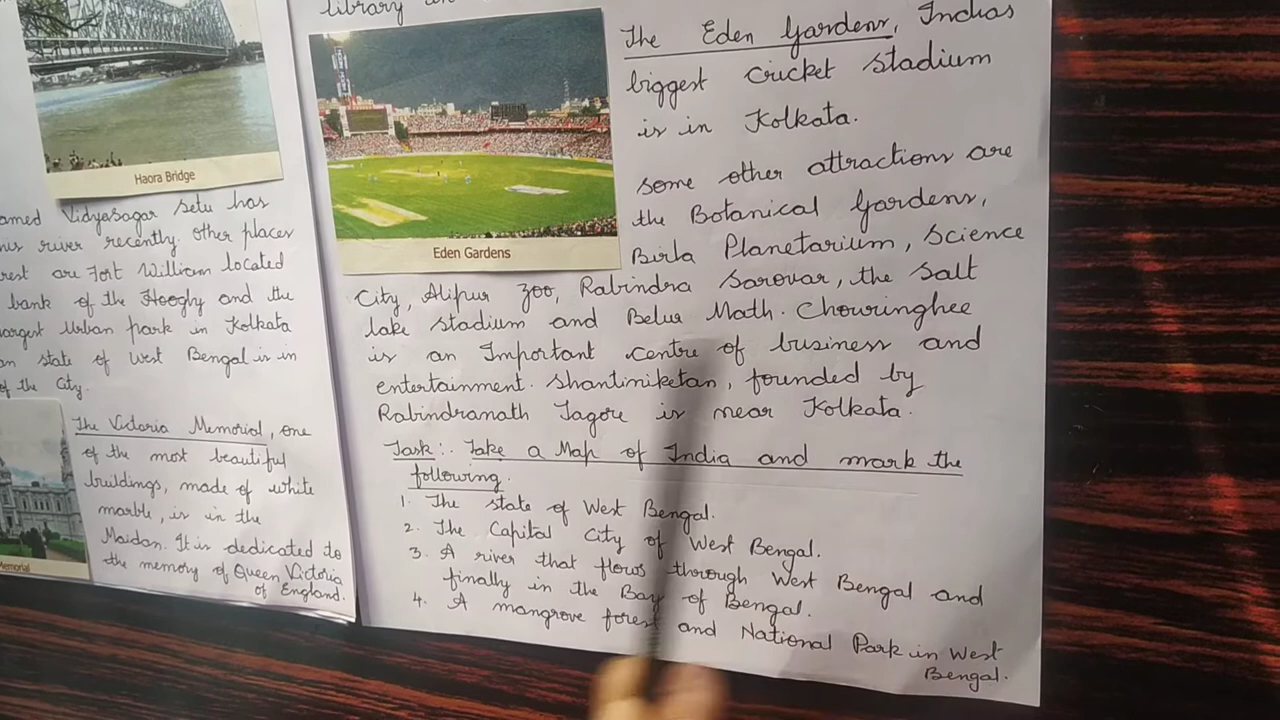 Haora Bridge
amed Vidyasagar Setu has
river recently. Other places
rest are Fort William located
bank of the Hoogly and the
largest Urban park in Kolkata
an state of West Bengal is in
of the City.
The Victoria Memorial, one
of the most beautiful
buildings, made of white
marble, is in the
Maidan. It is dedicated to
the memory of Queen Victoria
of England.
Memorial
library
Eden Gardens
The Eden Gardens, Indias
biggest cricket stadium
is in Kolkata.
Some other attractions are
the Botanical Gardens,
Birla Planetarium, Science
City, Alipur Zoo, Rabindra Sarovar, the Salt
lake stadium and Belur Math. Chowringhee
is an Important centre of business and
entertainment. Shantiniketan, founded by
Rabindranath Tagore is near Kolkata.
Task:. Take a Map of India and mark the
following.
1. The state of West Bengal.
2. The Capital City of West Bengal.
3. A river that flows through West Bengal and
finally in the Bay of Bengal.
4. A mangrove forest and National Park in West
Bengal.